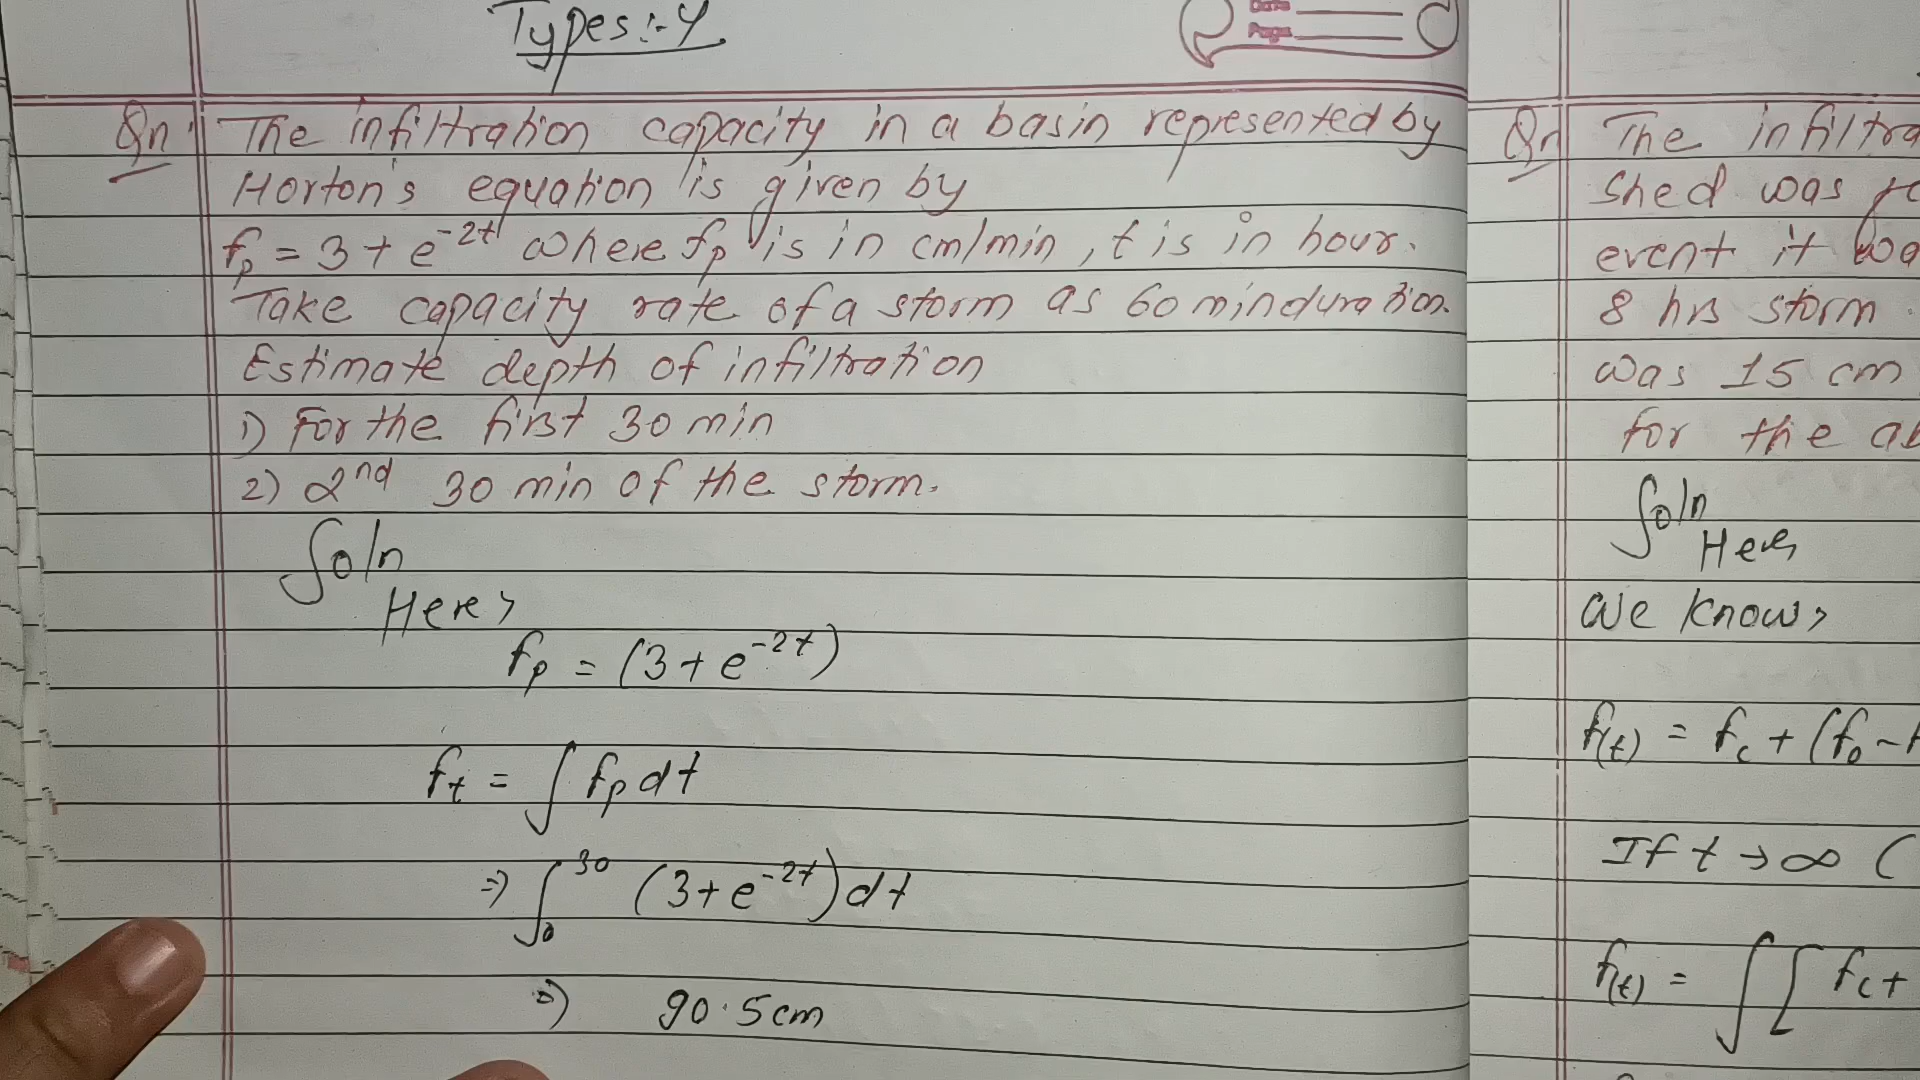 Types:-4
Date
Page
Qn. The infiltration capacity in a basin represented by
Horton's equation is given by
fp = 3 + e^-2t where fp is in cm/min, t is in hour.
Take capacity rate of a storm as 60 min duration.
Estimate depth of infiltration
1) For the first 30 min
2) 2nd 30 min of the storm.
Soln
Here,
fp = (3 + e^-2t)
ft = ∫ fp dt
=) ∫0^30 (3 + e^-2t) dt
=) 90.5cm
Qn The infiltra
Shed was
event it
8 hrs storm
was 15 cm
for the
Soln
Here,
We know,
f(t) = fc + (fo -
If t → ∞ (
f(t) = ∫ [ fc +